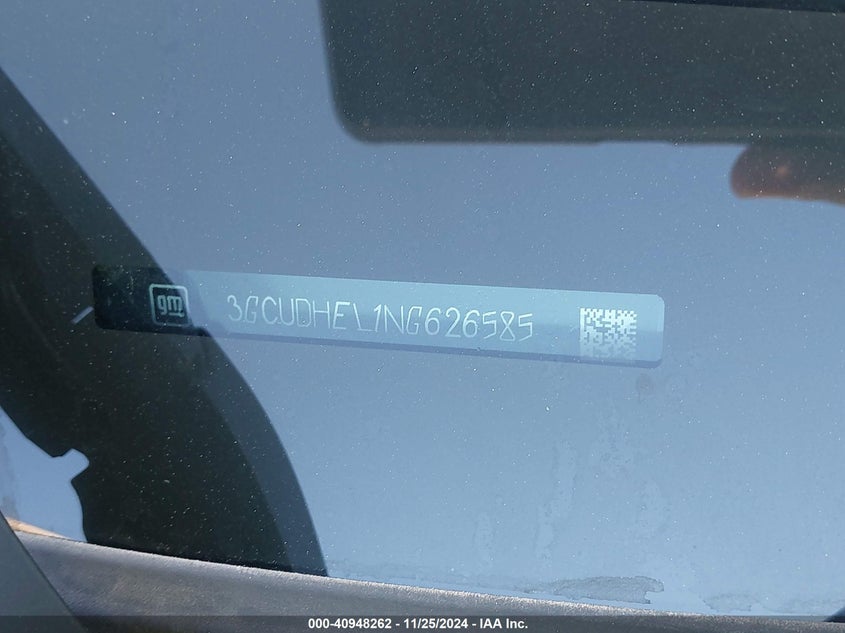 gm 3GCUDHEL1NG626585
000-40948262 - 11/25/2024 - IAA Inc.